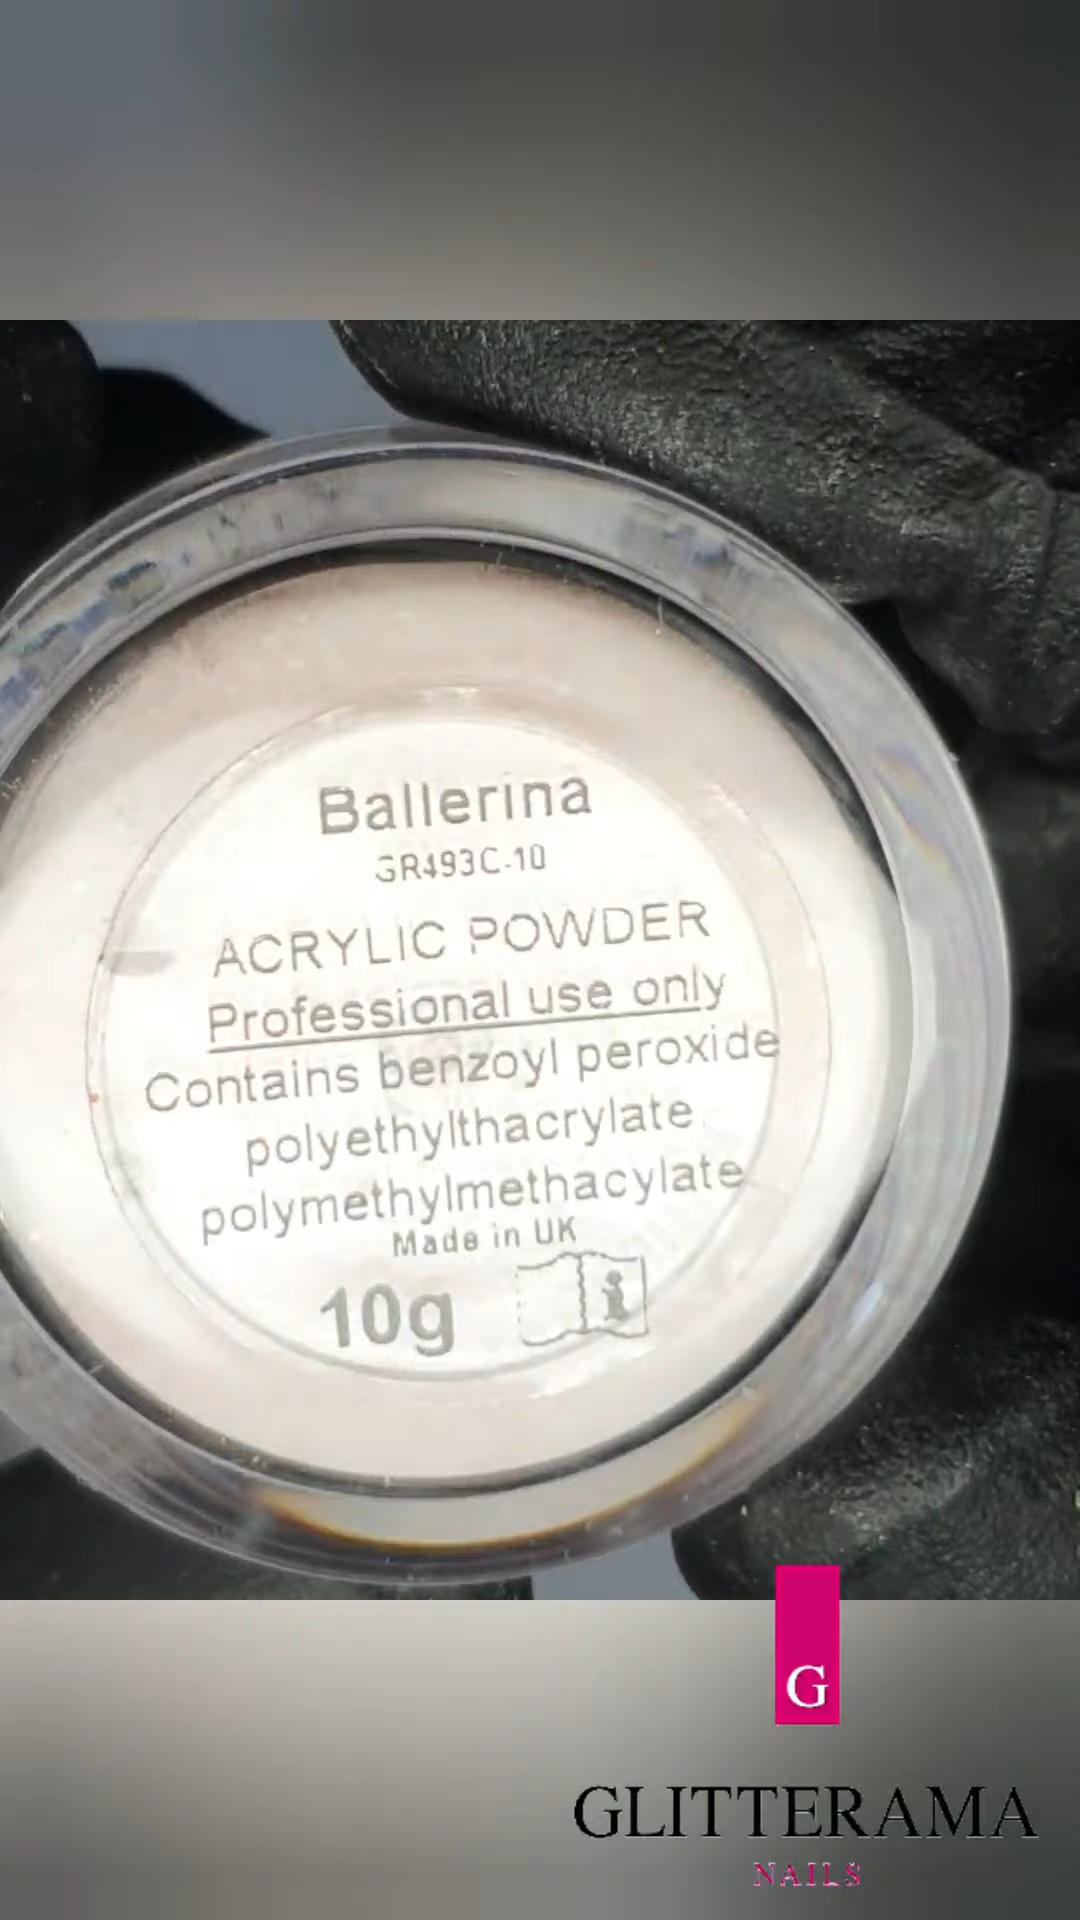 Ballerina
GR493C-10
ACRYLIC POWDER
Professional use only
Contains benzoyl peroxide
polyethylthacrylate
polymethylmethacylate
Made in UK
10g
G
GLITTERAMA
NAILS